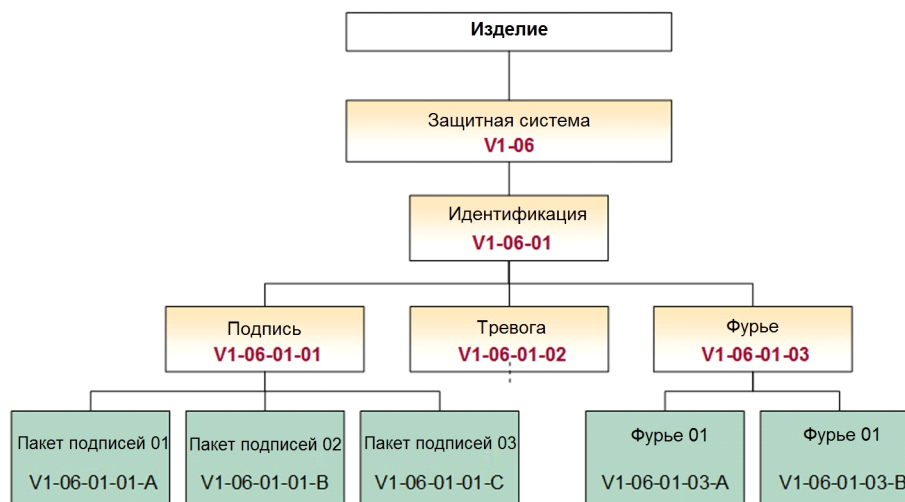 Изделие
Защитная система
V1-06
Идентификация
V1-06-01
Подпись
V1-06-01-01
Тревога
V1-06-01-02
Фурье
V1-06-01-03
Пакет подписей 01
V1-06-01-01-A
Пакет подписей 02
V1-06-01-01-B
Пакет подписей 03
V1-06-01-01-C
Фурье 01
V1-06-01-03-A
Фурье 01
V1-06-01-03-B